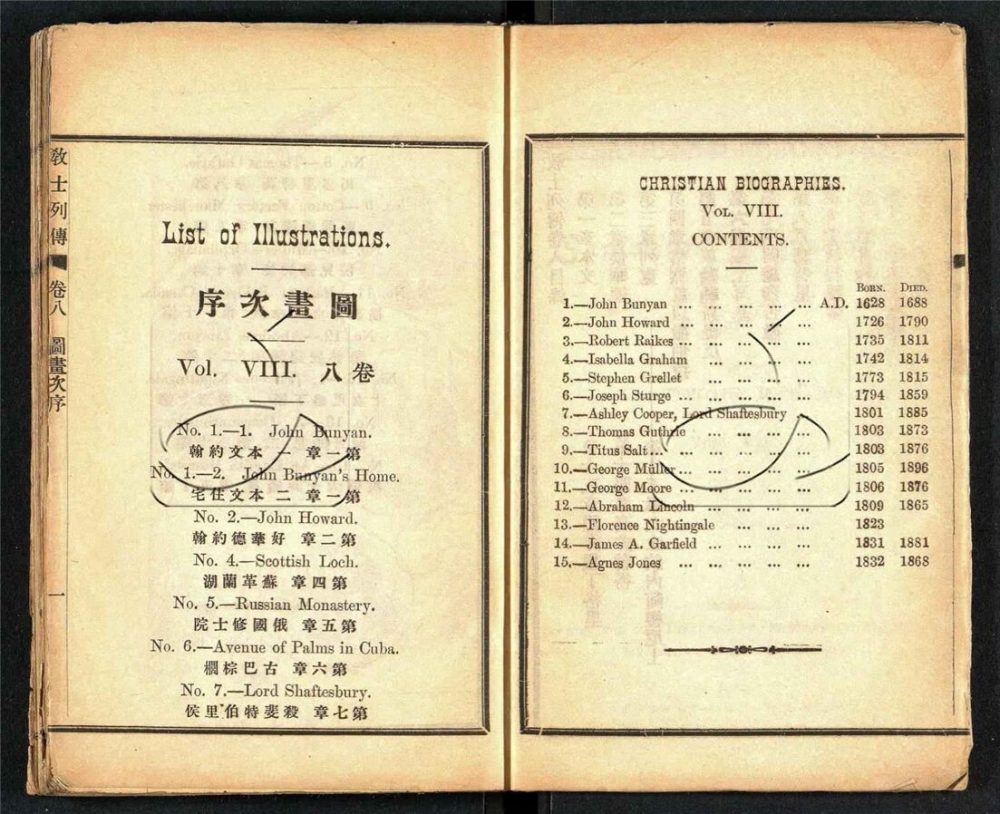 敎士列傳 卷八 圖畫次序 一
List of Illustrations.
圖畫次序
Vol. VIII. 卷八
No. 1.—1. John Bunyan.
第一章 一 本文約翰
No. 1.—2. John Bunyan's Home.
第一章 二 本文住宅
No. 2.—John Howard.
第二章 好華德約翰
No. 4.—Scottish Loch.
第四章 蘇革蘭湖
No. 5.—Russian Monastery.
第五章 俄國修士院
No. 6.—Avenue of Palms in Cuba.
第六章 古巴棕欄
No. 7.—Lord Shaftesbury.
第七章 殺斐特伯里侯
CHRISTIAN BIOGRAPHIES.
VOL. VIII.
CONTENTS.
BORN. DIED.
1.—John Bunyan ... ... ... ... ... A.D. 1628 1688
2.—John Howard ... ... ... ... ... 1726 1790
3.—Robert Raikes ... ... ... ... ... 1735 1811
4.—Isabella Graham ... ... ... ... 1742 1814
5.—Stephen Grellet ... ... ... ... 1773 1815
6.—Joseph Sturge ... ... ... ... ... 1794 1859
7.—Ashley Cooper, Lord Shaftesbury ... 1801 1885
8.—Thomas Guthrie ... ... ... ... 1803 1873
9.—Titus Salt ... ... ... ... ... 1803 1876
10.—George Müller ... ... ... ... ... 1805 1896
11.—George Moore ... ... ... ... ... 1806 1876
12.—Abraham Lincoln ... ... ... ... 1809 1865
13.—Florence Nightingale ... ... ... 1823
14.—James A. Garfield ... ... ... ... 1831 1881
15.—Agnes Jones ... ... ... ... ... 1832 1868